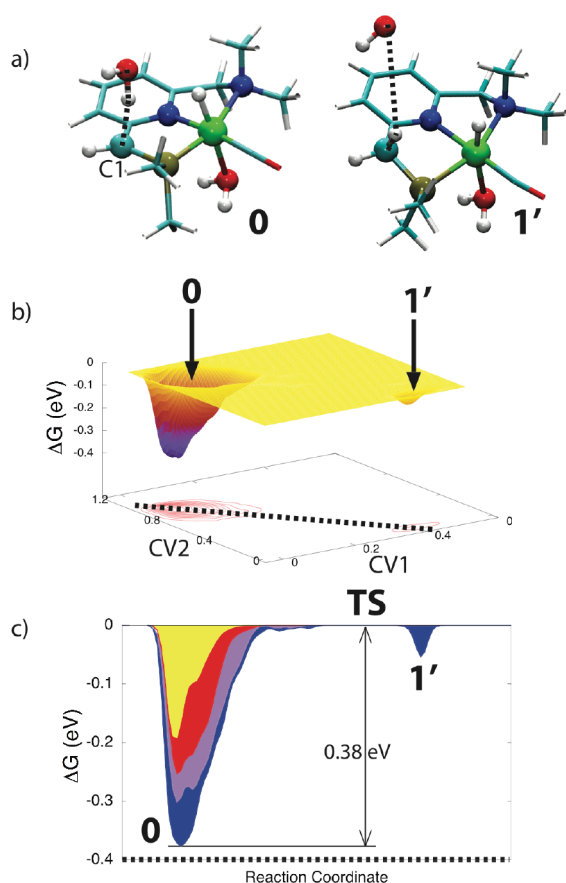 a)
C1
0
1′
b)
0
1′
0
-0.1
-0.2
-0.3
-0.4
ΔG (eV)
1.2
0.8
0.4
0
CV2
0
0.2
0.4
0
CV1
c)
TS
0
-0.1
-0.2
-0.3
-0.4
ΔG (eV)
1′
0.38 eV
0
Reaction Coordinate